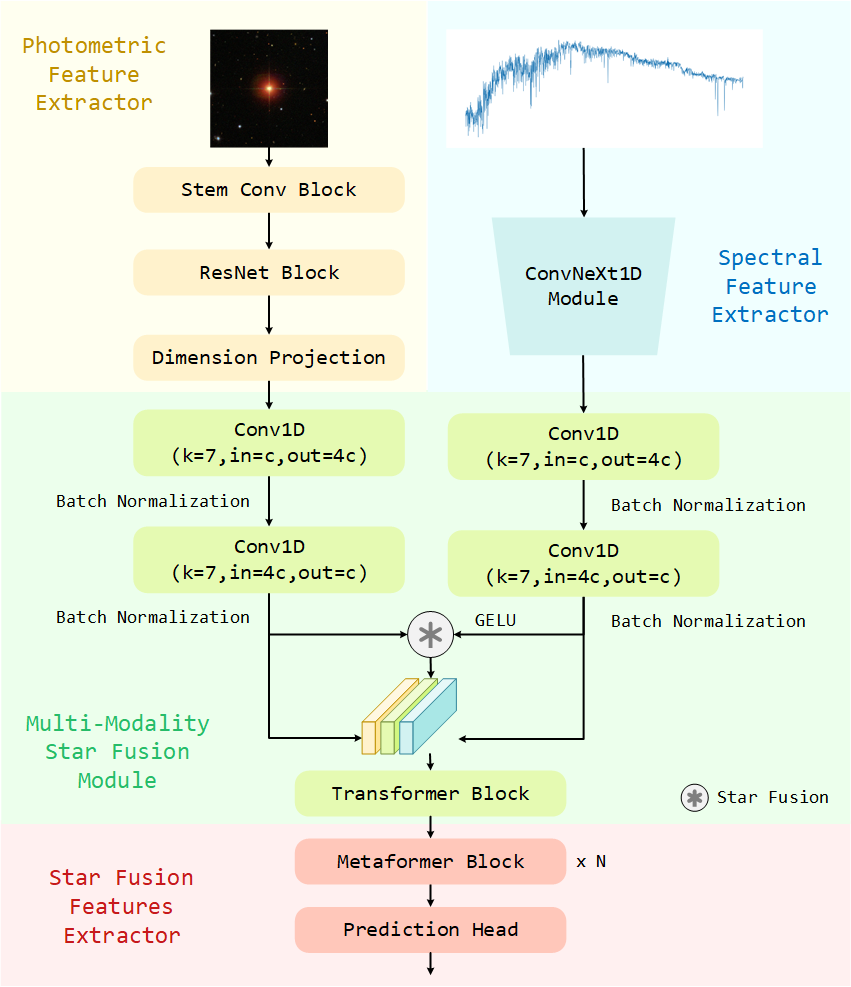 Photometric
Feature
Extractor
Stem Conv Block
ResNet Block
Dimension Projection
ConvNeXt1D
Module
Spectral
Feature
Extractor
Conv1D
(k=7,in=c,out=4c)
Conv1D
(k=7,in=c,out=4c)
Batch Normalization
Batch Normalization
Conv1D
(k=7,in=4c,out=c)
Conv1D
(k=7,in=4c,out=c)
Batch Normalization
GELU
Batch Normalization
Multi-Modality
Star Fusion
Module
Transformer Block
Star Fusion
Star Fusion
Features
Extractor
Metaformer Block
x N
Prediction Head